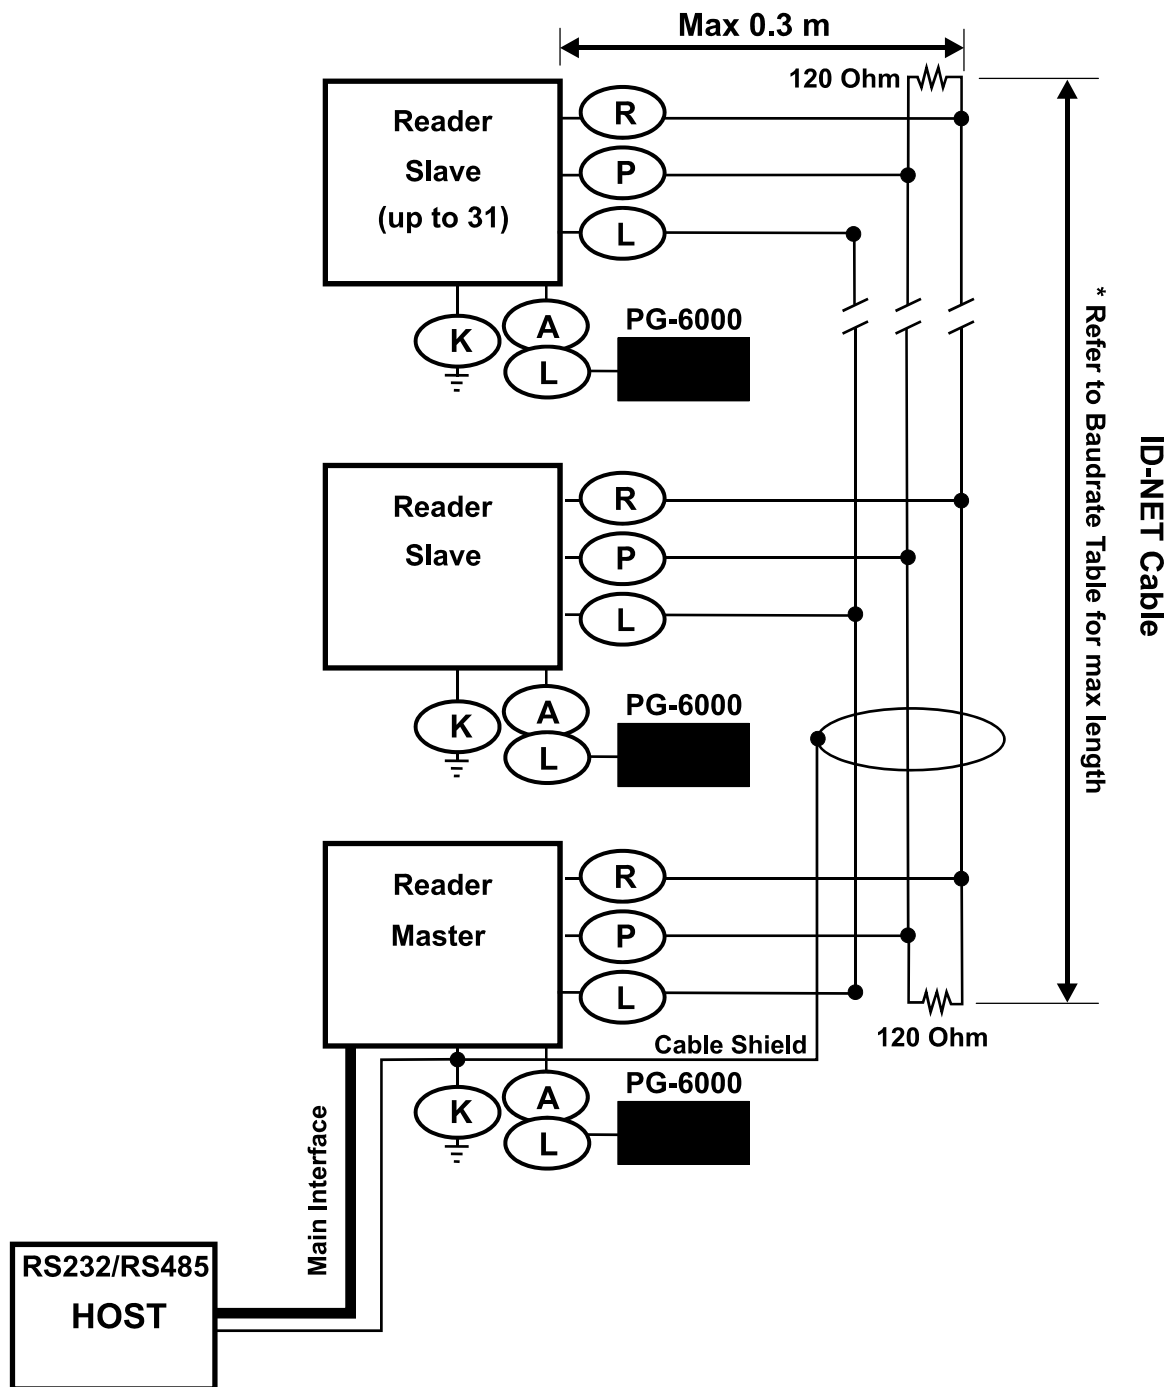 Max 0.3 m
120 Ohm
Reader
Slave
(up to 31)
R
P
L
K
A
L
PG-6000
Reader
Slave
R
P
L
K
A
L
PG-6000
Reader
Master
R
P
L
K
A
L
PG-6000
120 Ohm
Cable Shield
Main Interface
RS232/RS485
HOST
* Refer to Baudrate Table for max length
ID-NET Cable